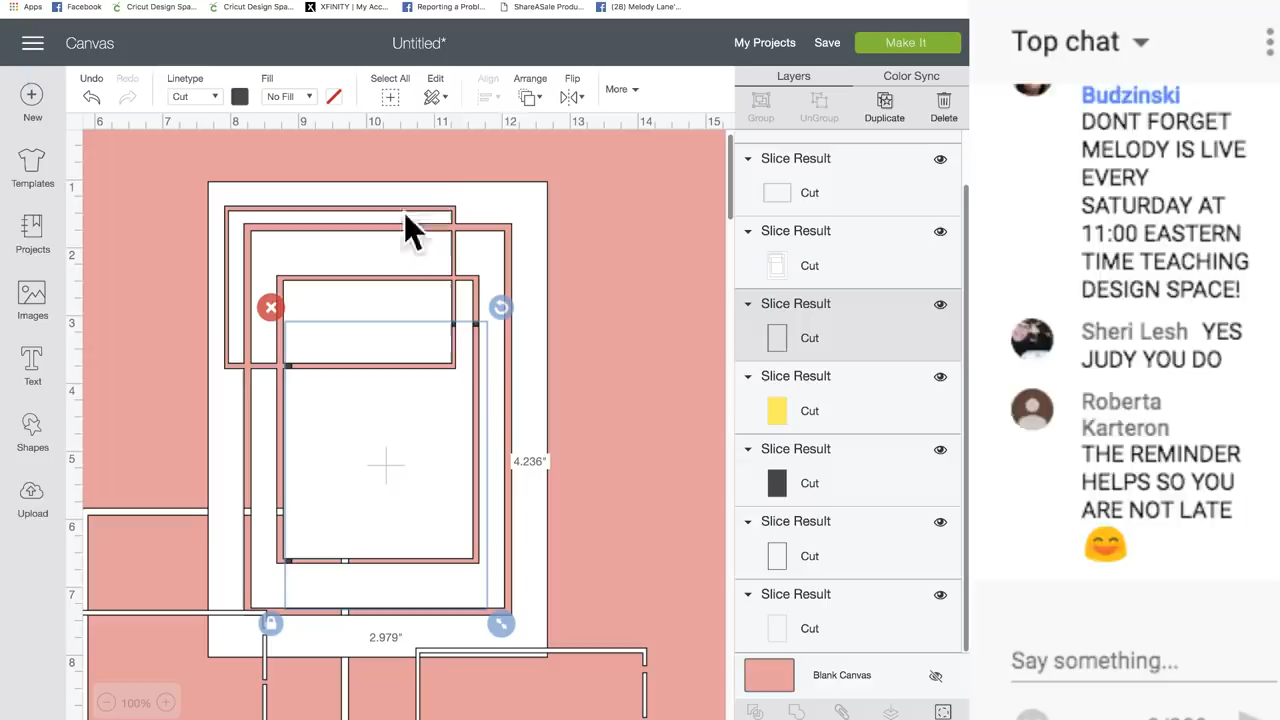 Apps Facebook Cricut Design Spa... Cricut Design Spa... XFINITY | My Acc... Reporting a Probl... ShareASale Produ... (28) Melody Lane'...
Canvas Untitled* My Projects Save Make It
Undo Redo Linetype Fill Select All Edit Align Arrange Flip More
Cut No Fill
Layers Color Sync
Group UnGroup Duplicate Delete
6 7 8 9 10 11 12 13 14 15
1
2
3
4
5
6
7
8
New
Templates
Projects
Images
Text
Shapes
Upload
4.236"
2.979"
100%
Slice Result
Cut
Slice Result
Cut
Slice Result
Cut
Slice Result
Cut
Slice Result
Cut
Slice Result
Cut
Slice Result
Cut
Blank Canvas
Top chat
Budzinski
DONT FORGET
MELODY IS LIVE
EVERY
SATURDAY AT
11:00 EASTERN
TIME TEACHING
DESIGN SPACE!
Sheri Lesh YES
JUDY YOU DO
Roberta
Karteron
THE REMINDER
HELPS SO YOU
ARE NOT LATE
Say something...